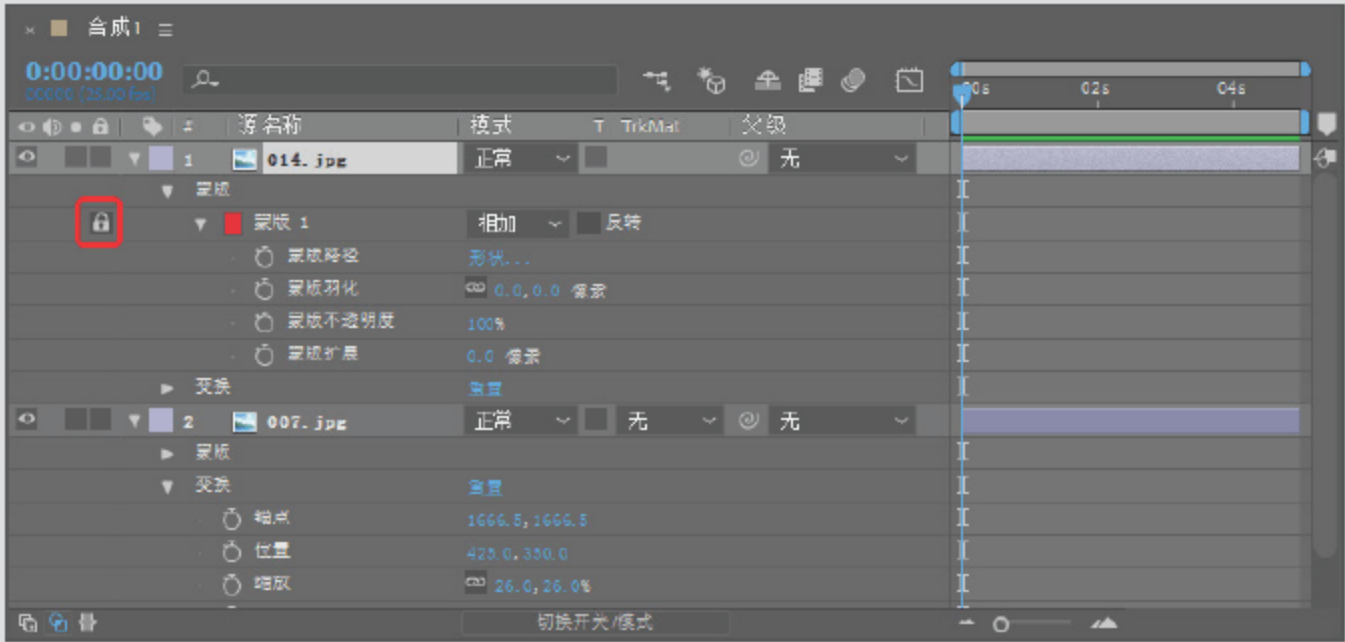 合成1
0:00:00:00
00000 (25.00 fps)
00s 02s 04s
# 源名称 模式 T TrkMat 父级
1 014.jpg 正常 无
蒙版
蒙版 1 相加 反转
蒙版路径 形状...
蒙版羽化 0.0,0.0 像素
蒙版不透明度 100%
蒙版扩展 0.0 像素
变换 重置
2 007.jpg 正常 无 无
蒙版
变换 重置
锚点 1666.5,1666.5
位置 425.0,350.0
缩放 26.0,26.0%
切换开关/模式